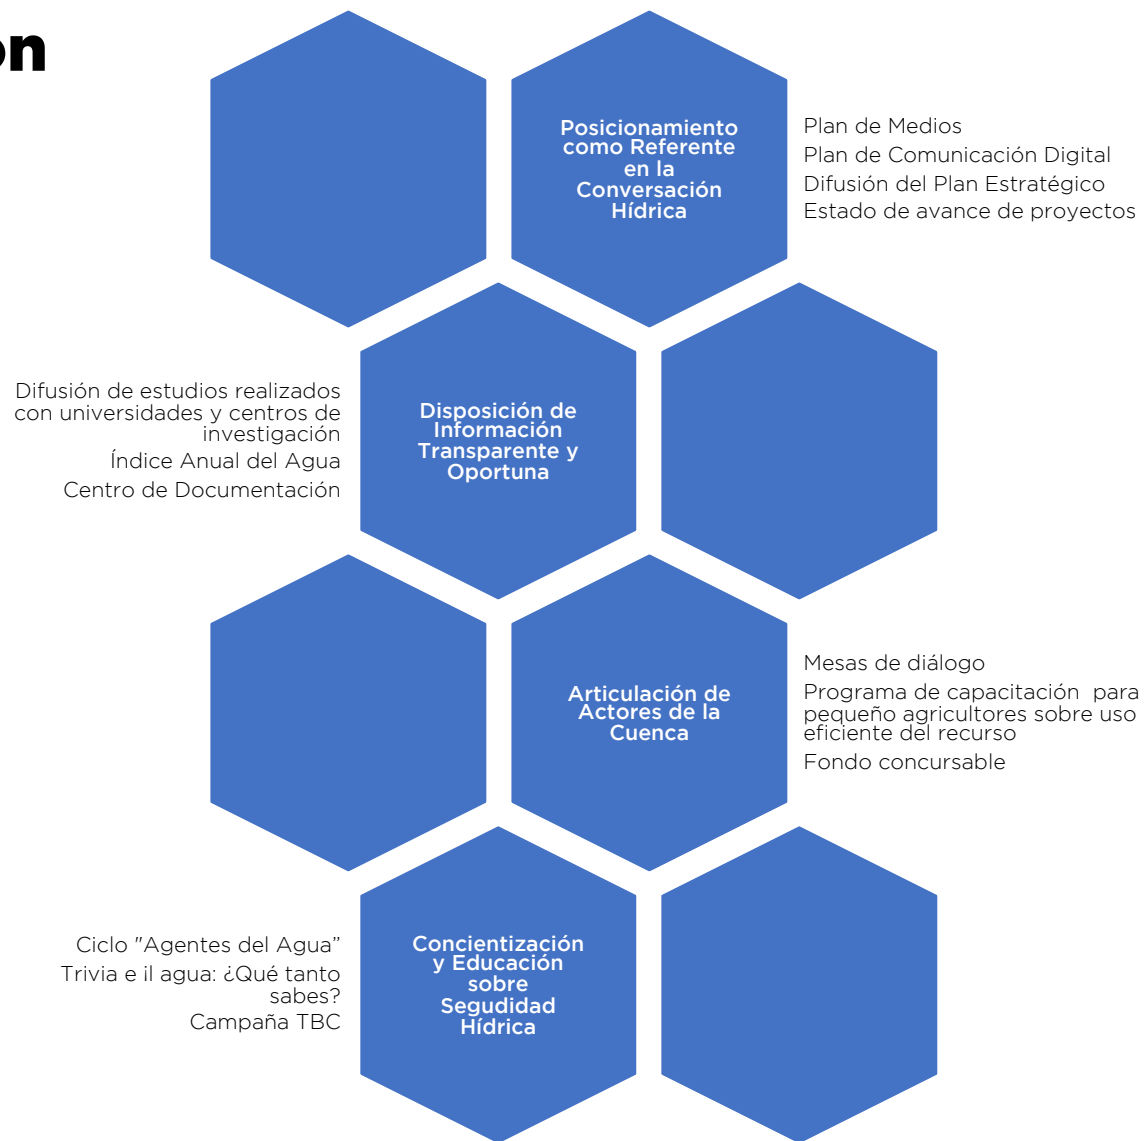 ón
Posicionamiento
como Referente
en la
Conversación
Hídrica
Plan de Medios
Plan de Comunicación Digital
Difusión del Plan Estratégico
Estado de avance de proyectos
Difusión de estudios realizados
con universidades y centros de
investigación
Índice Anual del Agua
Centro de Documentación
Disposición de
Información
Transparente y
Oportuna
Articulación de
Actores de la
Cuenca
Mesas de diálogo
Programa de capacitación para
pequeño agricultores sobre uso
eficiente del recurso
Fondo concursable
Ciclo "Agentes del Agua”
Trivia e il agua: ¿Qué tanto
sabes?
Campaña TBC
Concientización
y Educación
sobre
Segudidad
Hídrica